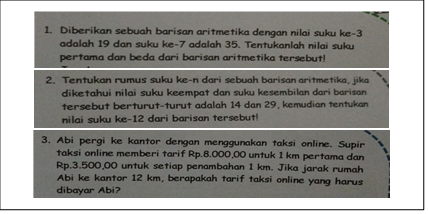 1. Diberikan sebuah barisan aritmetika dengan nilai suku ke-3
adalah 19 dan suku ke-7 adalah 35. Tentukanlah nilai suku
pertama dan beda dari barisan aritmetika tersebut!
2. Tentukan rumus suku ke-n dari sebuah barisan aritmetika, jika
diketahui nilai suku keempat dan suku kesembilan dari barisan
tersebut berturut-turut adalah 14 dan 29, kemudian tentukan
nilai suku ke-12 dari barisan tersebut!
3. Abi pergi ke kantor dengan menggunakan taksi online. Supir
taksi online memberi tarif Rp.8.000,00 untuk 1 km pertama dan
Rp.3.500,00 untuk setiap penambahan 1 km. Jika jarak rumah
Abi ke kantor 12 km, berapakah tarif taksi online yang harus
dibayar Abi?